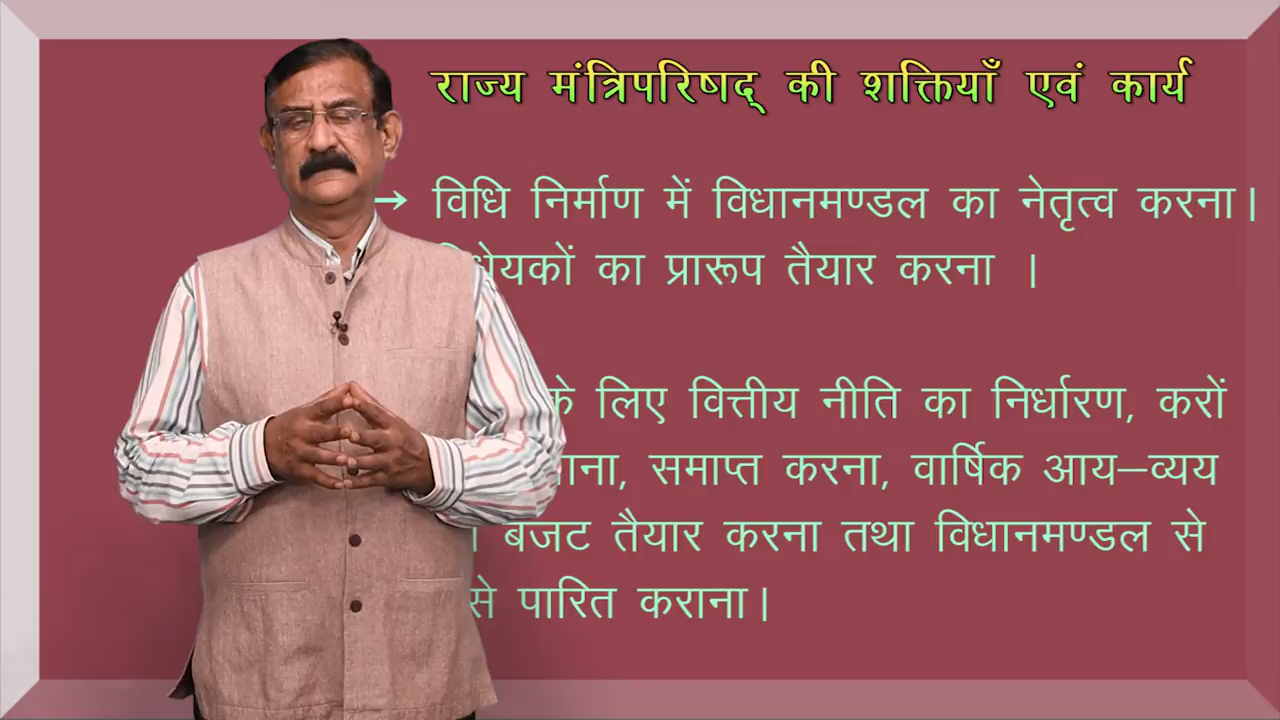 राज्य मंत्रिपरिषद् की शक्तियाँ एवं कार्य
→ विधि निर्माण में विधानमण्डल का नेतृत्व करना।
का प्रारूप तैयार करना ।
के लिए वित्तीय नीति का निर्धारण, करों
समाप्त करना, वार्षिक आय–व्यय
बजट तैयार करना तथा विधानमण्डल से
पारित कराना।